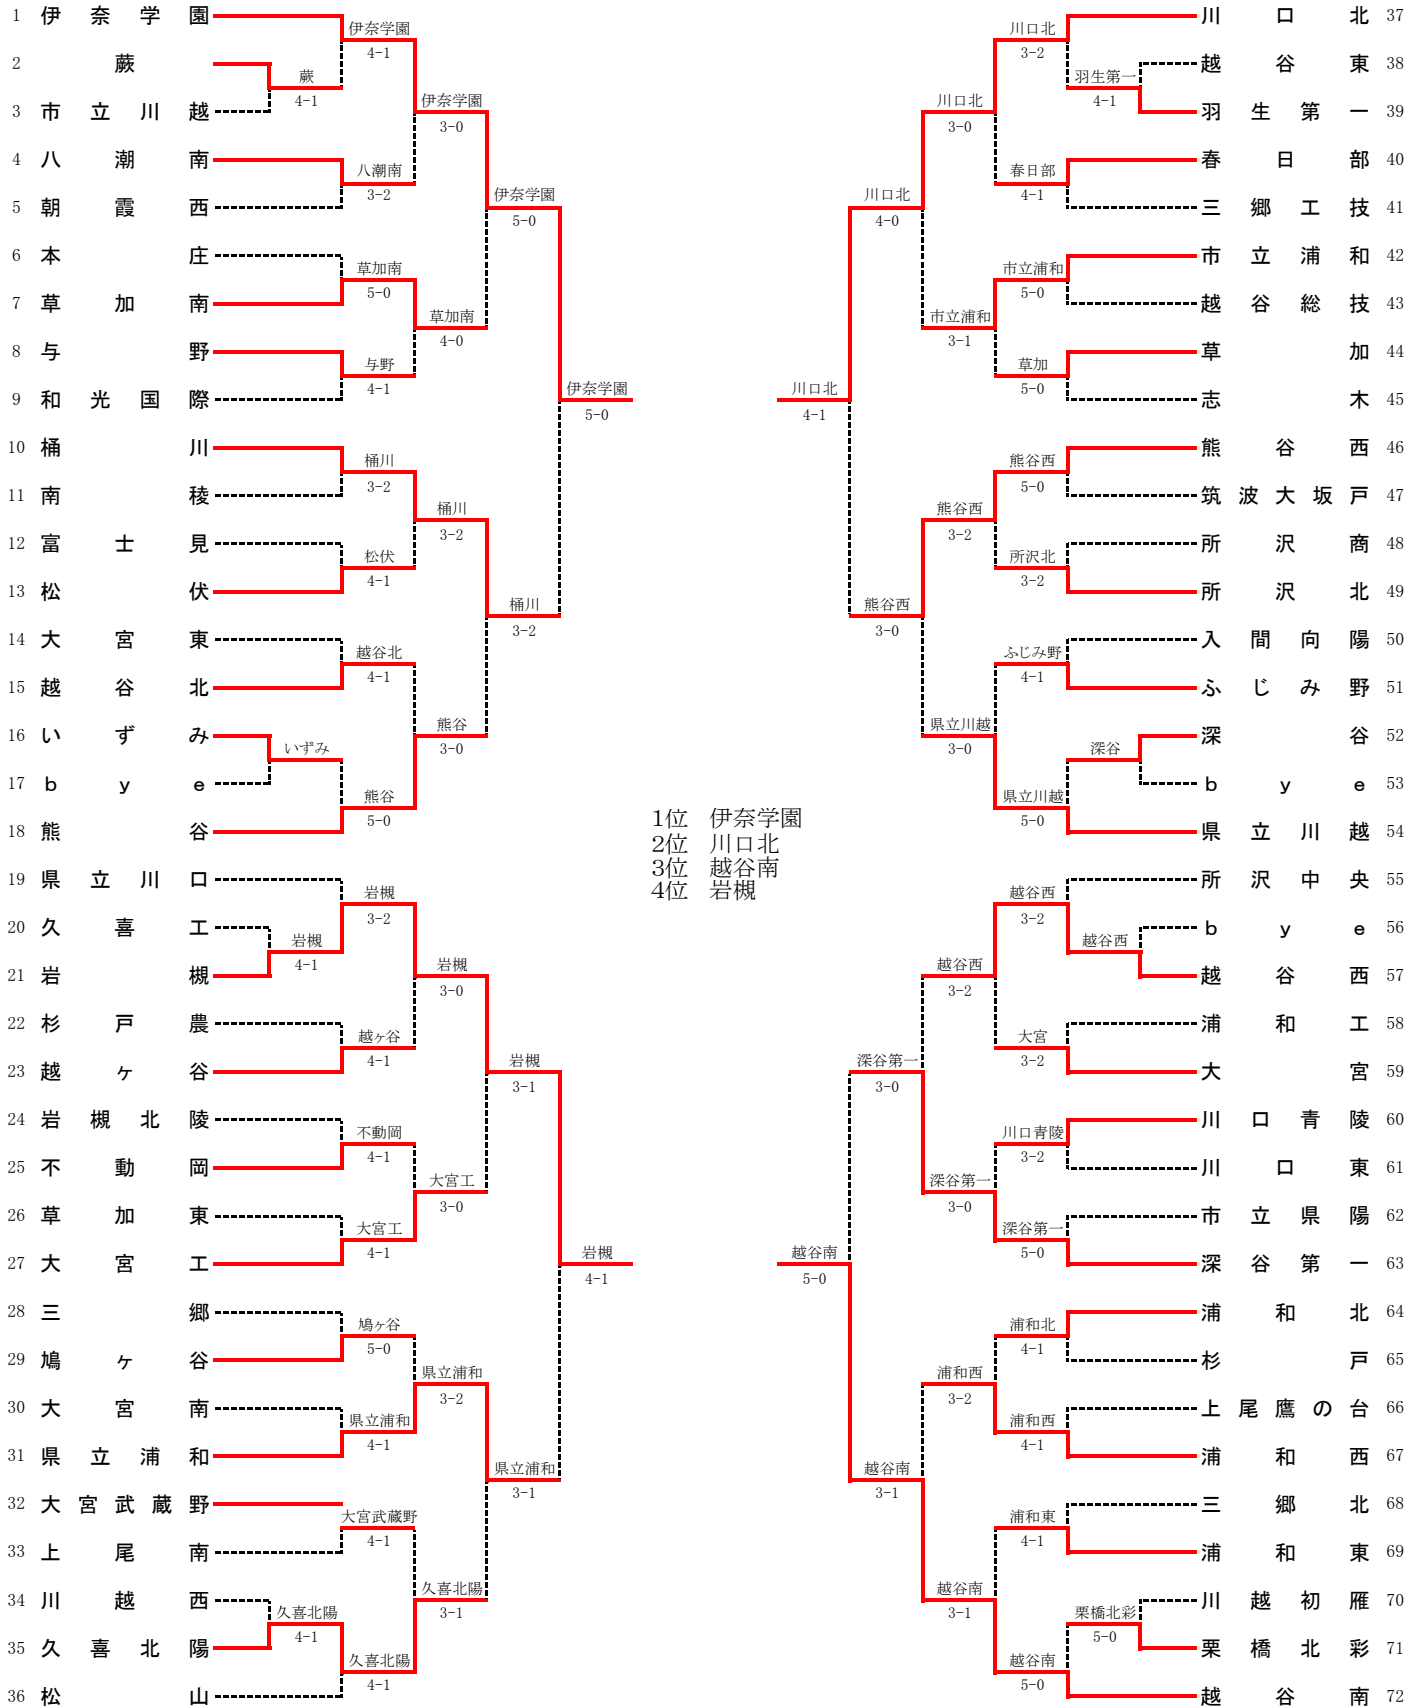 1 伊奈学園
2 蕨
3 市立川越
4 八潮南
5 朝霞西
6 本庄
7 草加南
8 与野
9 和光国際
10 桶川
11 南稜
12 富士見
13 松伏
14 大宮東
15 越谷北
16 いずみ
17 ｂｙｅ
18 熊谷
19 県立川口
20 久喜工
21 岩槻
22 杉戸農
23 越ヶ谷
24 岩槻北陵
25 不動岡
26 草加東
27 大宮工
28 三郷
29 鳩ヶ谷
30 大宮南
31 県立浦和
32 大宮武蔵野
33 上尾南
34 川越西
35 久喜北陽
36 松山
蕨
4-1
いずみ
岩槻
4-1
久喜北陽
4-1
伊奈学園
4-1
八潮南
3-2
草加南
5-0
与野
4-1
桶川
3-2
松伏
4-1
越谷北
4-1
熊谷
5-0
岩槻
3-2
越ヶ谷
4-1
不動岡
4-1
大宮工
4-1
鳩ヶ谷
5-0
県立浦和
4-1
大宮武蔵野
4-1
久喜北陽
4-1
伊奈学園
3-0
草加南
4-0
桶川
3-2
熊谷
3-0
岩槻
3-0
大宮工
3-0
県立浦和
3-2
久喜北陽
3-1
伊奈学園
5-0
桶川
3-2
岩槻
3-1
県立浦和
3-1
伊奈学園
5-0
岩槻
4-1
1位 伊奈学園
2位 川口北
3位 越谷南
4位 岩槻
川口北
4-1
越谷南
5-0
川口北
4-0
熊谷西
3-0
深谷第一
3-0
越谷南
3-1
川口北
3-0
市立浦和
3-1
熊谷西
3-2
県立川越
3-0
越谷西
3-2
深谷第一
3-0
浦和西
3-2
越谷南
3-1
川口北
3-2
春日部
4-1
市立浦和
5-0
草加
5-0
熊谷西
5-0
所沢北
3-2
ふじみ野
4-1
県立川越
5-0
越谷西
3-2
大宮
3-2
川口青陵
3-2
深谷第一
5-0
浦和北
4-1
浦和西
4-1
浦和東
4-1
越谷南
5-0
羽生第一
4-1
深谷
越谷西
栗橋北彩
5-0
川口北 37
越谷東 38
羽生第一 39
春日部 40
三郷工技 41
市立浦和 42
越谷総技 43
草加 44
志木 45
熊谷西 46
筑波大坂戸 47
所沢商 48
所沢北 49
入間向陽 50
ふじみ野 51
深谷 52
ｂｙｅ 53
県立川越 54
所沢中央 55
ｂｙｅ 56
越谷西 57
浦和工 58
大宮 59
川口青陵 60
川口東 61
市立県陽 62
深谷第一 63
浦和北 64
杉戸 65
上尾鷹の台 66
浦和西 67
三郷北 68
浦和東 69
川越初雁 70
栗橋北彩 71
越谷南 72